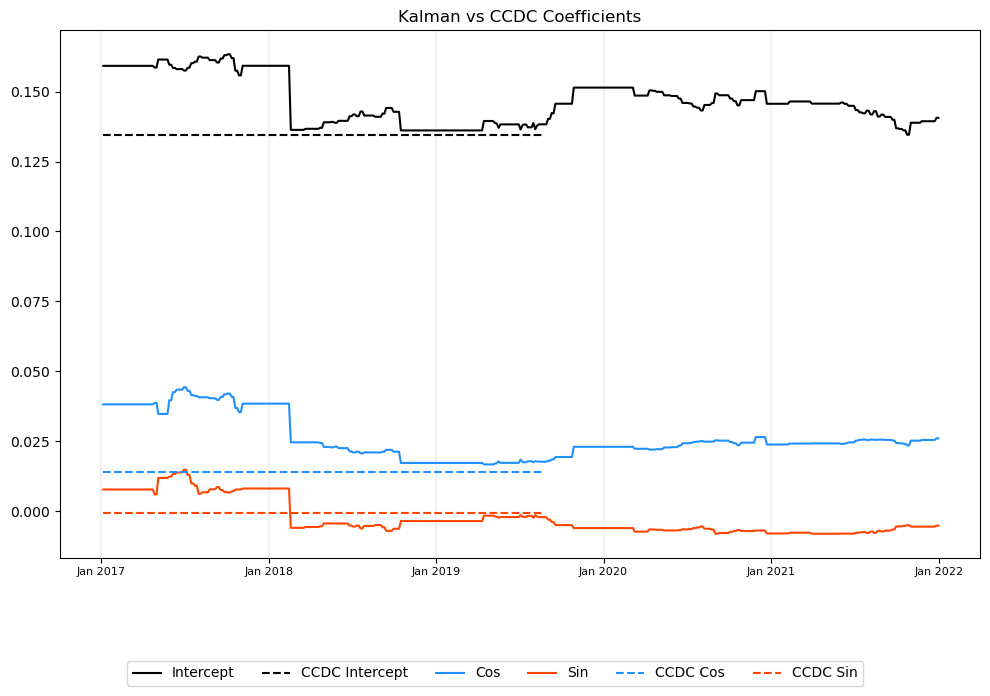 Kalman vs CCDC Coefficients
0.150
0.125
0.100
0.075
0.050
0.025
0.000
Jan 2017 Jan 2018 Jan 2019 Jan 2020 Jan 2021 Jan 2022
Intercept CCDC Intercept Cos Sin CCDC Cos CCDC Sin